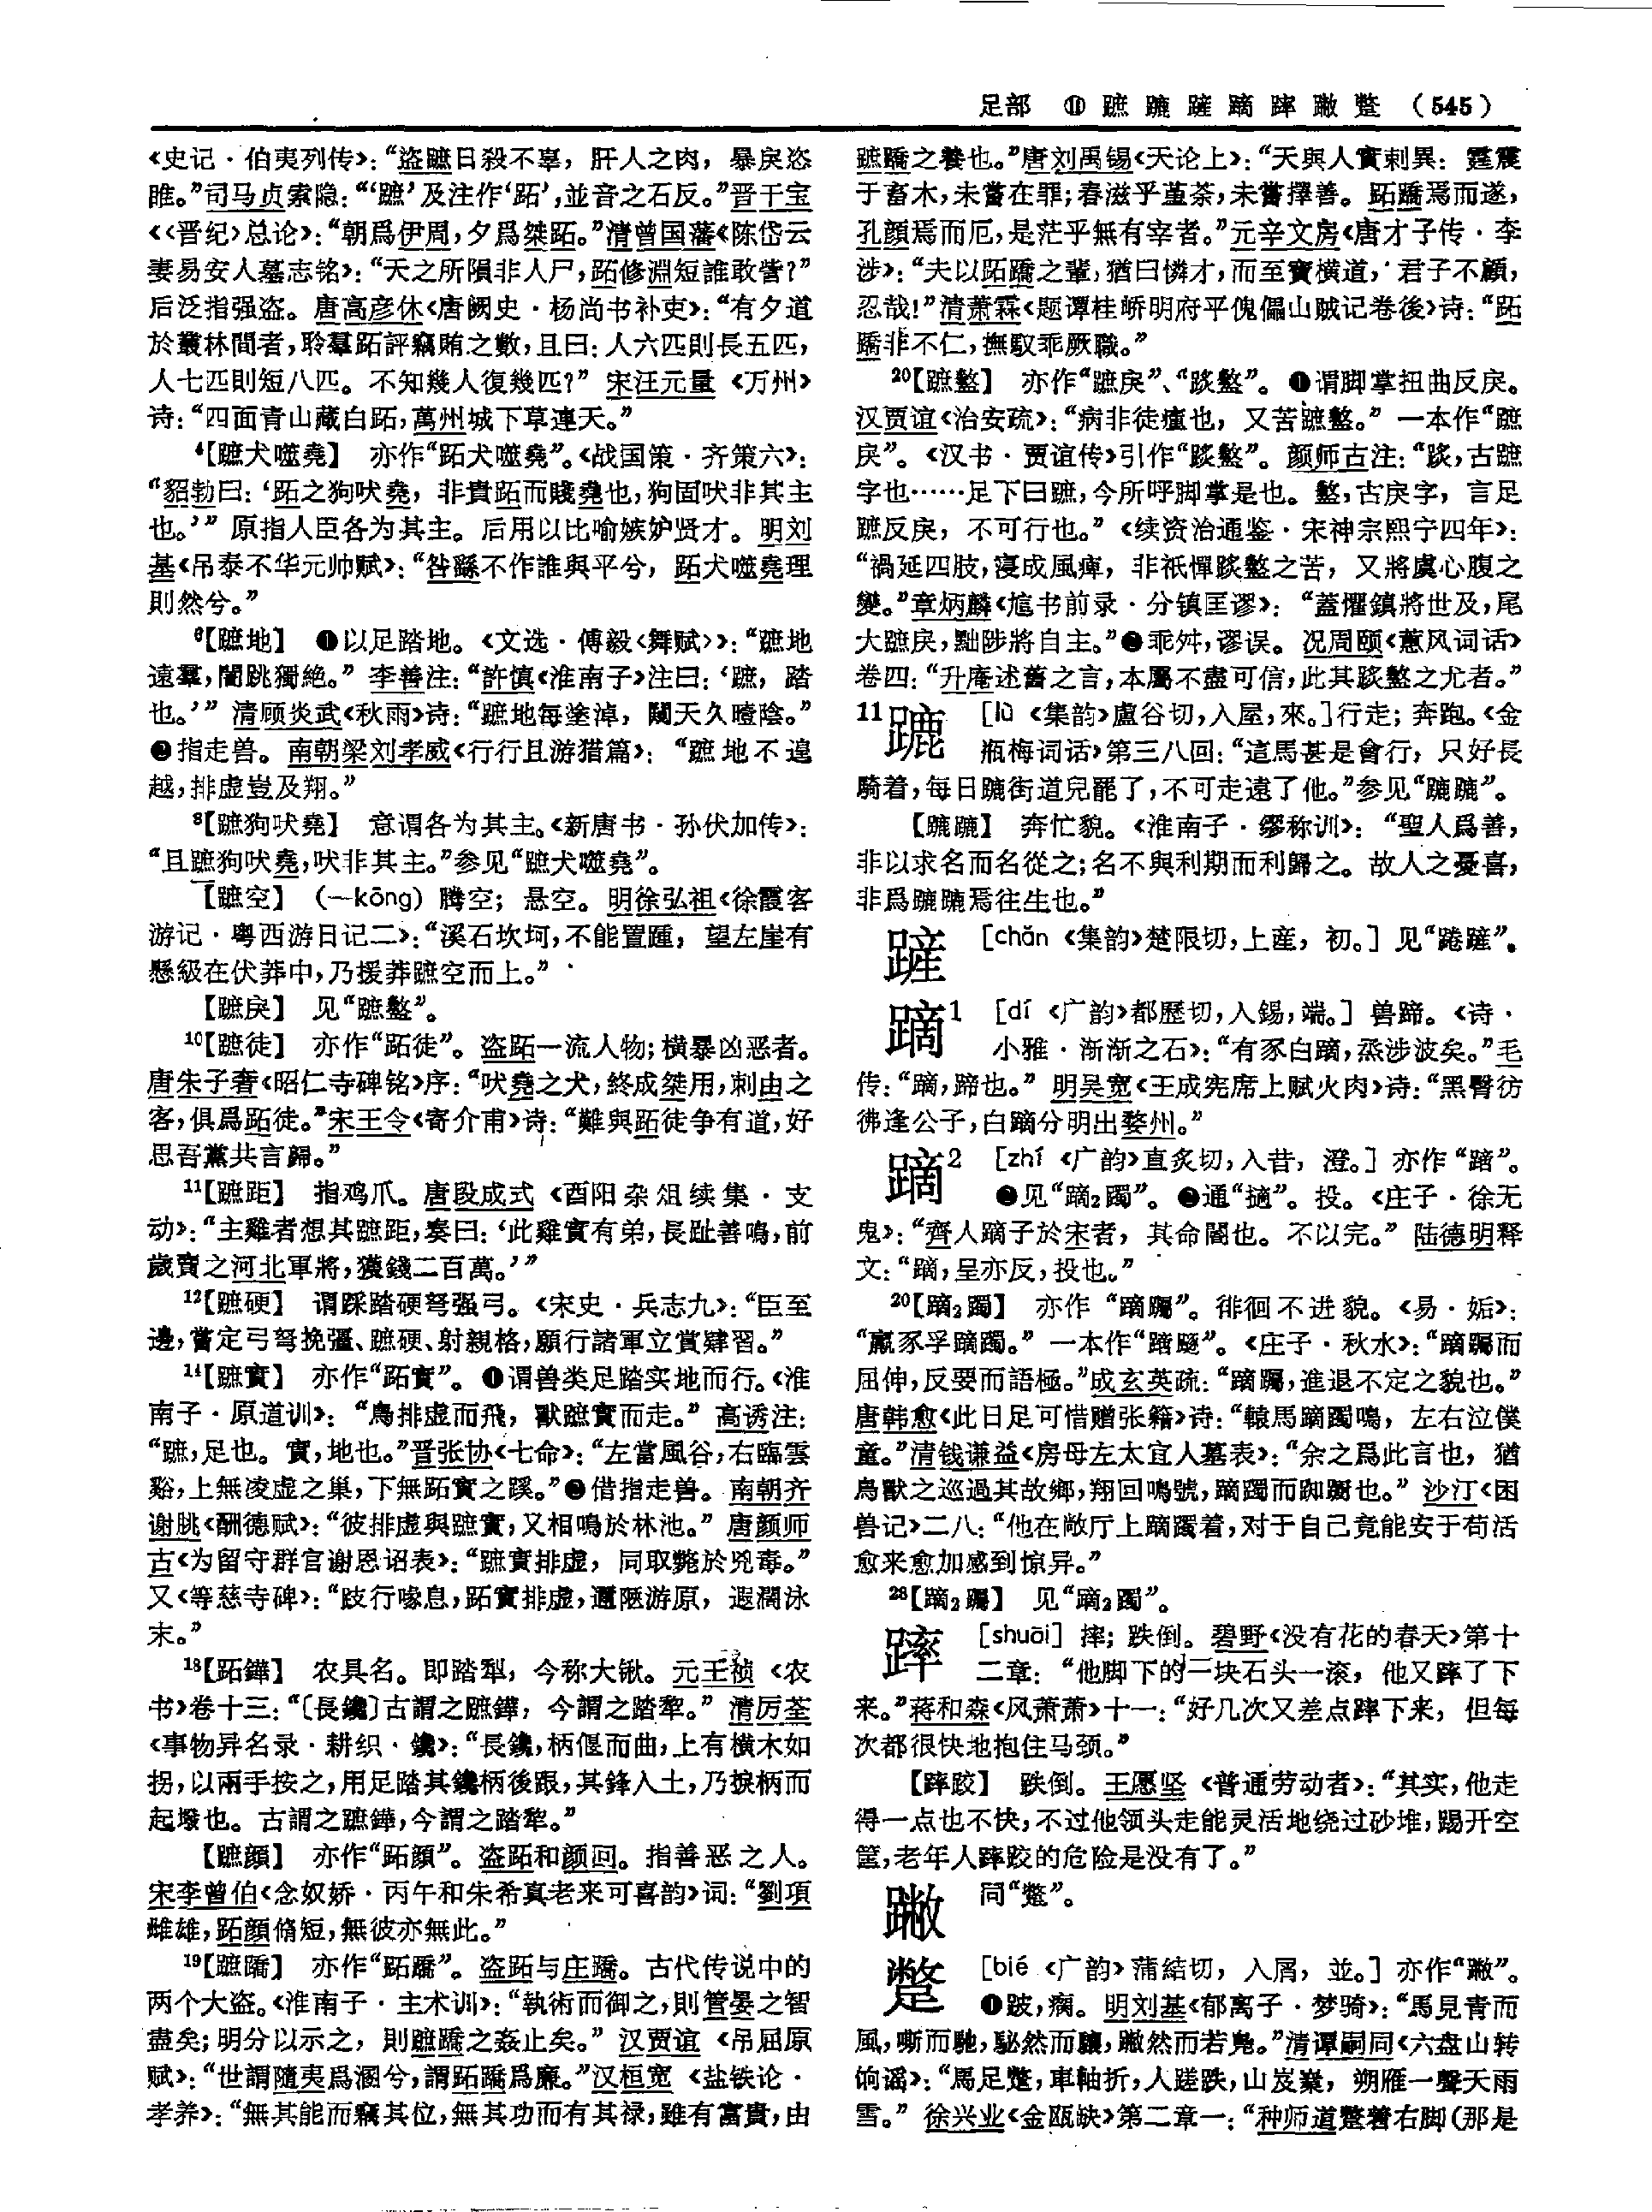 足部 ⑪ 蹠蹗𨄉蹢蹕蹾蹩（545）
《史记·伯夷列传》：“盗蹠日殺不辜，肝人之肉，暴戾恣
睢。”司马贞索隐：“‘蹠’及注作‘跖’，並音之石反。”晋干宝
《〈晋纪〉总论》：“朝爲伊周，夕爲桀跖。”清曾国藩《陈岱云
妻易安人墓志铭》：“天之所隕非人尸，跖修淵短誰敢訾？”
后泛指强盗。唐高彦休《唐阙史·杨尚书补吏》：“有夕道
於叢林間者，聆羣跖評竊賄之數，且曰：人六匹則長五匹，
人七匹則短八匹。不知幾人復幾匹？”宋汪元量《万州》
诗：“四面青山藏白跖，萬州城下草連天。”
4【蹠犬噬堯】 亦作“跖犬噬堯”。《战国策·齐策六》：
“貂勃曰：‘跖之狗吠堯，非貴跖而賤堯也，狗固吠非其主
也。’”原指人臣各为其主。后用以比喻嫉妒贤才。明刘
基《吊泰不华元帅赋》：“咎繇不作誰與平兮，跖犬噬堯理
則然兮。”
6【蹠地】 ❶以足踏地。《文选·傅毅〈舞赋〉》：“蹠地
遠羣，闇跳獨絶。”李善注：“許慎《淮南子》注曰：‘蹠，踏
也。’”清顾炎武《秋雨》诗：“蹠地每塗淖，闚天久曀陰。”
❷指走兽。南朝梁刘孝威《行行且游猎篇》：“蹠地不遑
越，排虚豈及翔。”
8【蹠狗吠堯】 意谓各为其主。《新唐书·孙伏加传》：
“且蹠狗吠堯，吠非其主。”参见“蹠犬噬堯”。
【蹠空】 （—kōng）腾空；悬空。明徐弘祖《徐霞客
游记·粤西游日记二》：“溪石坎坷，不能置踵，望左崖有
懸級在伏莽中，乃援莽蹠空而上。”
【蹠戾】 见“蹠盭”。
10【蹠徒】 亦作“跖徒”。盗跖一流人物；横暴凶恶者。
唐朱子奢《昭仁寺碑铭》序：“吠堯之犬，終成桀用，刺由之
客，俱爲跖徒。”宋王令《寄介甫》诗：“難與跖徒争有道，好
思吾黨共言歸。”
11【蹠距】 指鸡爪。唐段成式《酉阳杂俎续集·支
动》：“主雞者想其蹠距，奏曰：‘此雞實有弟，長趾善鳴，前
歲賣之河北軍將，獲錢二百萬。’”
12【蹠硬】 谓踩踏硬弩强弓。《宋史·兵志九》：“臣至
邊，嘗定弓弩挽彊、蹠硬、射親格，願行諸軍立賞肄習。”
14【蹠實】 亦作“跖實”。❶谓兽类足踏实地而行。《淮
南子·原道训》：“鳥排虚而飛，獸蹠實而走。”高诱注：
“蹠，足也。實，地也。”晋张协《七命》：“左當風谷，右臨雲
谿，上無凌虚之巢，下無跖實之蹊。”❷借指走兽。南朝齐
谢朓《酬德赋》：“彼排虚與蹠實，又相鳴於林池。”唐颜师
古《为留守群官谢恩诏表》：“蹠實排虚，同取斃於兇毒。”
又《等慈寺碑》：“跂行喙息，跖實排虚，邇陿游原，遐濶泳
末。”
18【跖鏵】 农具名。即踏犁，今称大锹。元王祯《农
书》卷十三：“〔長鑱〕古謂之蹠鏵，今謂之踏犂。”清厉荃
《事物异名录·耕织·鑱》：“長鑱，柄偃而曲，上有横木如
拐，以兩手按之，用足踏其鑱柄後跟，其鋒入土，乃捩柄而
起墢也。古謂之蹠鏵，今謂之踏犂。”
【蹠顔】 亦作“跖顔”。盗跖和颜回。指善恶之人。
宋李曾伯《念奴娇·丙午和朱希真老来可喜韵》词：“劉項
雌雄，跖顔脩短，無彼亦無此。”
19【蹠蹻】 亦作“跖蹻”。盗跖与庄蹻。古代传说中的
两个大盗。《淮南子·主术训》：“執術而御之，則管晏之智
盡矣；明分以示之，則蹠蹻之姦止矣。”汉贾谊《吊屈原
赋》：“世謂隨夷爲溷兮，謂跖蹻爲廉。”汉桓宽《盐铁论·
孝养》：“無其能而竊其位，無其功而有其禄，雖有富貴，由
蹠蹻之養也。”唐刘禹锡《天论上》：“天與人實刺異：霆震
于畜木，未嘗在罪；春滋乎堇荼，未嘗擇善。跖蹻焉而遂，
孔顔焉而厄，是茫乎無有宰者。”元辛文房《唐才子传·李
涉》：“夫以跖蹻之輩，猶曰憐才，而至寶横道，君子不顧，
忍哉！”清萧霖《题谭桂峤明府平傀儡山贼记卷後》诗：“跖
蹻非不仁，撫馭乖厥職。”
20【蹠盭】 亦作“蹠戾”、“䟑盭”。❶谓脚掌扭曲反戾。
汉贾谊《治安疏》：“病非徒瘇也，又苦蹠盭。”一本作“蹠
戾”。《汉书·贾谊传》引作“䟑盭”。颜师古注：“䟑，古蹠
字也……足下曰蹠，今所呼脚掌是也。盭，古戾字，言足
蹠反戾，不可行也。”《续资治通鉴·宋神宗熙宁四年》：
“禍延四肢，寖成風痺，非祇憚䟑盭之苦，又將虞心腹之
變。”章炳麟《訄书前录·分镇匡谬》：“蓋懼鎮將世及，尾
大蹠戾，黜陟將自主。”❷乖舛，谬误。况周颐《蕙风词话》
卷四：“升庵述舊之言，本屬不盡可信，此其䟑盭之尤者。”
11蹗 [lù 《集韵》盧谷切，入屋，來。]行走；奔跑。《金
瓶梅词话》第三八回：“這馬甚是會行，只好長
騎着，每日蹗街道兒罷了，不可走遠了他。”参见“蹗蹗”。
【蹗蹗】 奔忙貌。《淮南子·缪称训》：“聖人爲善，
非以求名而名從之；名不與利期而利歸之。故人之憂喜，
非爲蹗蹗焉往生也。”
[chǎn 《集韵》楚限切，上産，初。]
蹢1 [dí 《广韵》都歷切，入錫，端。] 兽蹄。《诗·
小雅·渐渐之石》：“有豕白蹢，烝涉波矣。”毛
传：“蹢，蹄也。”明吴宽《王成宪席上赋火肉》诗：“黑臀彷
彿逢公子，白蹢分明出婺州。”
蹢2 [zhí 《广韵》直炙切，入昔，澄。] 亦作“蹐”。
❶见“蹢2躅”。❷通“擿”。投。《庄子·徐无
鬼》：“齊人蹢子於宋者，其命閽也。不以完。”陆德明释
文：“蹢，呈亦反，投也。”
20【蹢2躅】 亦作“蹢躅”。徘徊不进貌。《易·姤》：
“羸豕孚蹢躅。”一本作。《庄子·秋水》：“蹢䠱而
屈伸，反要而語極。”成玄英疏：“蹢䠱，進退不定之貌也。”
唐韩愈《此日足可惜赠张籍》诗：“轅馬蹢躅鳴，左右泣僕
童。”清钱谦益《房母左太宜人墓表》：“余之爲此言也，猶
鳥獸之巡過其故鄉，翔回鳴號，蹢躅而踟躕也。”沙汀《困
兽记》二八：“他在敞厅上蹢躅着，对于自己竟能安于苟活
愈来愈加感到惊异。”
28【蹢2䠱】 见“蹢2躅”。
[shuāi] 摔；跌倒。碧野《没有花的春天》第十
二章：“他脚下的一块石头一滚，他又了下
来。”蒋和森《风萧萧》十一：“好几次又差点下来，但每
次都很快地抱住马颈。”
跌倒。王愿坚《普通劳动者》：“其实，他走
得一点也不快，不过他领头走能灵活地绕过砂堆，踢开空
筐，老年人跤的危险是没有了。”
同“蹩”。
蹩 [bié 《广韵》蒲結切，入屑，並。]
❶跛，瘸。明刘基《郁离子·梦骑》：“馬見青而
風，嘶而馳，駜然而驤，然而若鳧。”清谭嗣同《六盘山转
饷谣》：“馬足蹩，車軸折，人蹉跌，山岌嶪，朔雁一聲天雨
雪。”徐兴业《金瓯缺》第二章一：“种师道蹩着右脚（那是